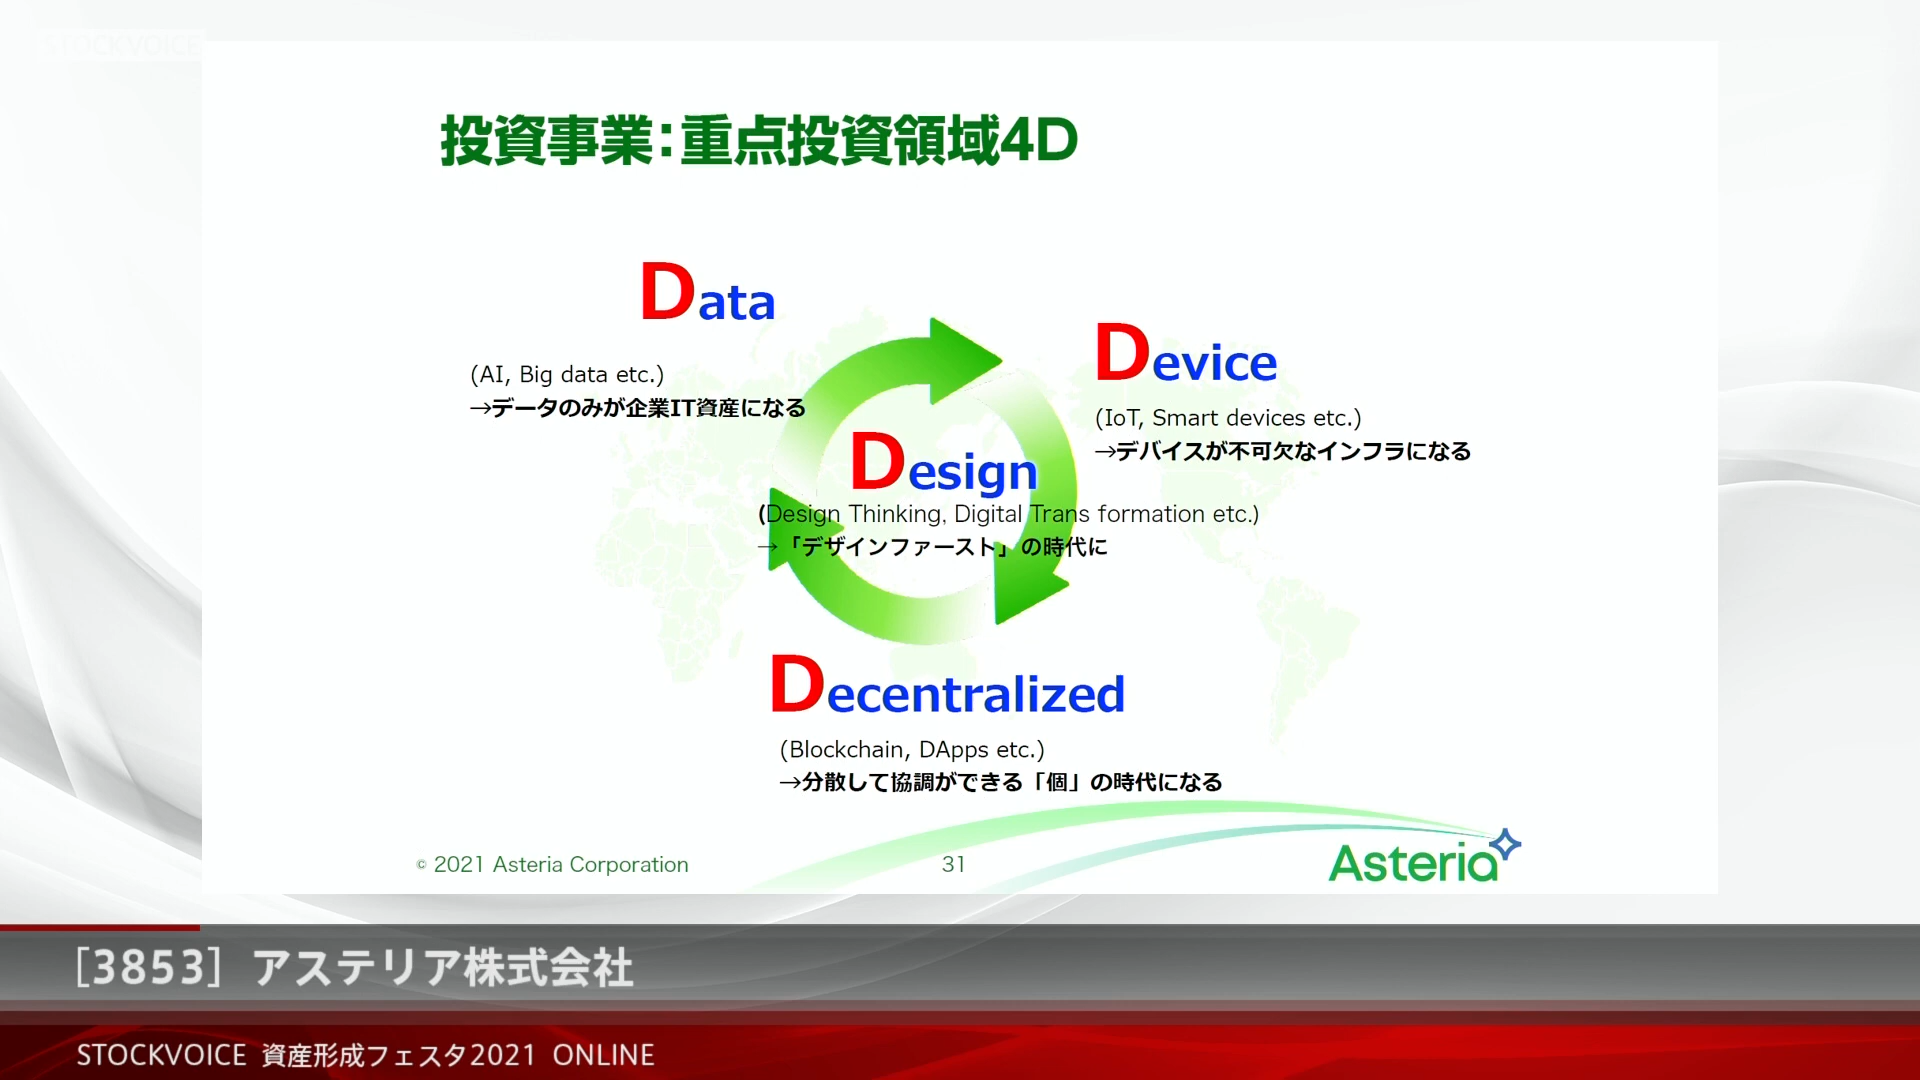 STOCKVOICE
投資事業：重点投資領域4D
Data
(AI, Big data etc.)
→データのみが企業IT資産になる
Device
(IoT, Smart devices etc.)
→デバイスが不可欠なインフラになる
Design
(Design Thinking, Digital Trans formation etc.)
→「デザインファースト」の時代に
Decentralized
(Blockchain, DApps etc.)
→分散して協調ができる「個」の時代になる
© 2021 Asteria Corporation
31
Asteria
[3853] アステリア株式会社
STOCKVOICE 資産形成フェスタ2021 ONLINE